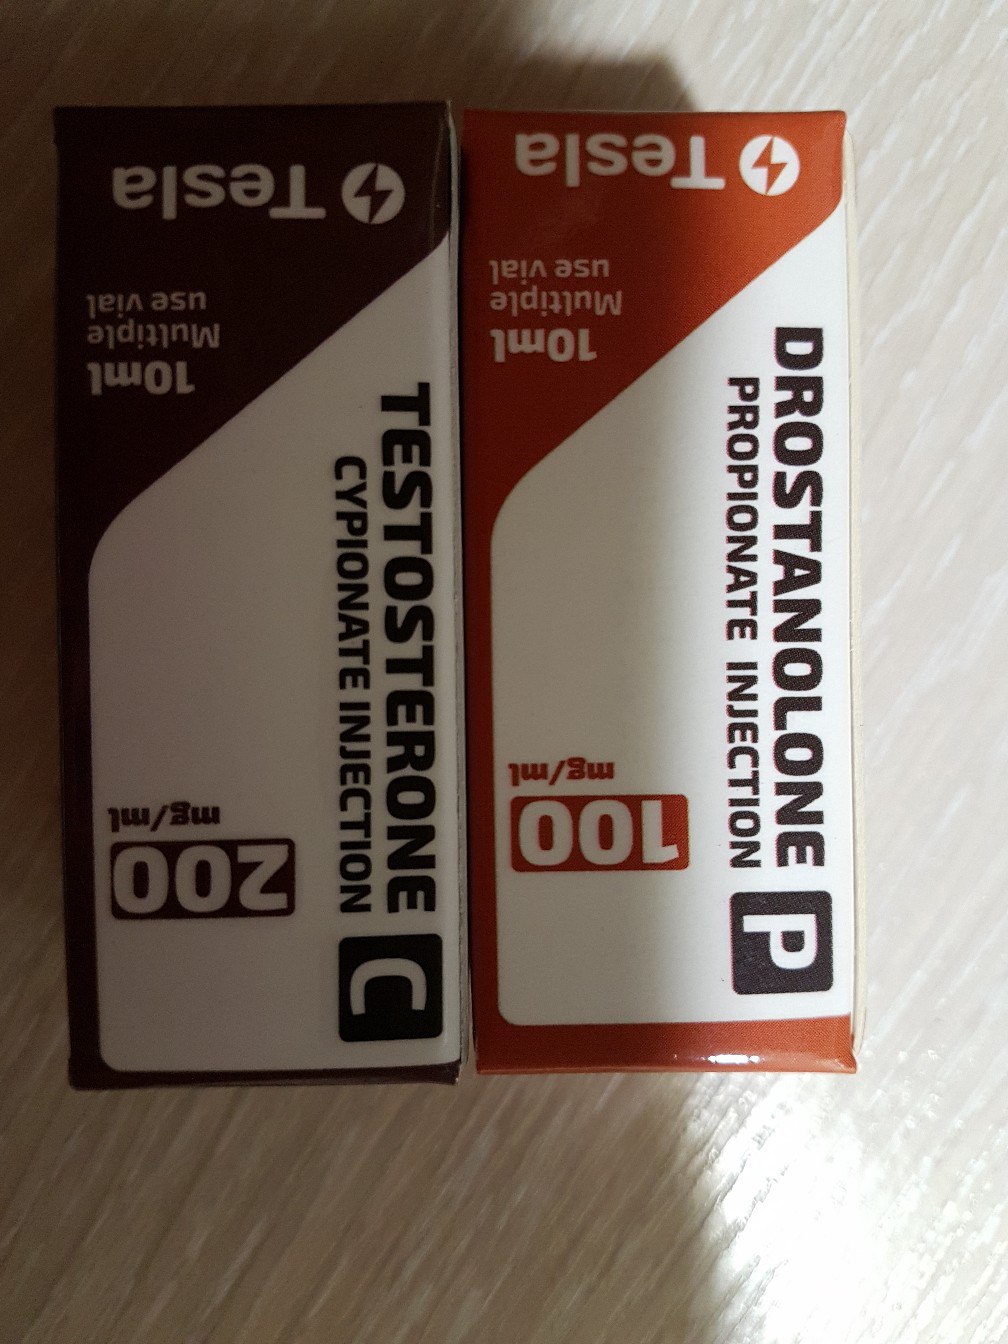 Tesla
10ml
Multiple
use vial
TESTOSTERONE
CYPIONATE INJECTION
C
200
mg/ml
Tesla
10ml
Multiple
use vial
DROSTANOLONE
PROPIONATE INJECTION
P
100
mg/ml